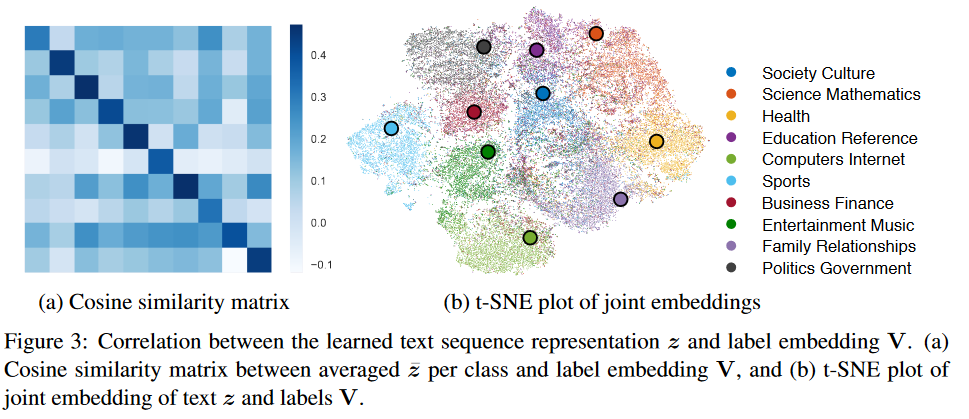 0.4
0.3
0.2
0.1
0.0
−0.1
Society Culture
Science Mathematics
Health
Education Reference
Computers Internet
Sports
Business Finance
Entertainment Music
Family Relationships
Politics Government
(a) Cosine similarity matrix
(b) t-SNE plot of joint embeddings
Figure 3: Correlation between the learned text sequence representation z and label embedding V. (a)
Cosine similarity matrix between averaged z̄ per class and label embedding V, and (b) t-SNE plot of
joint embedding of text z and labels V.